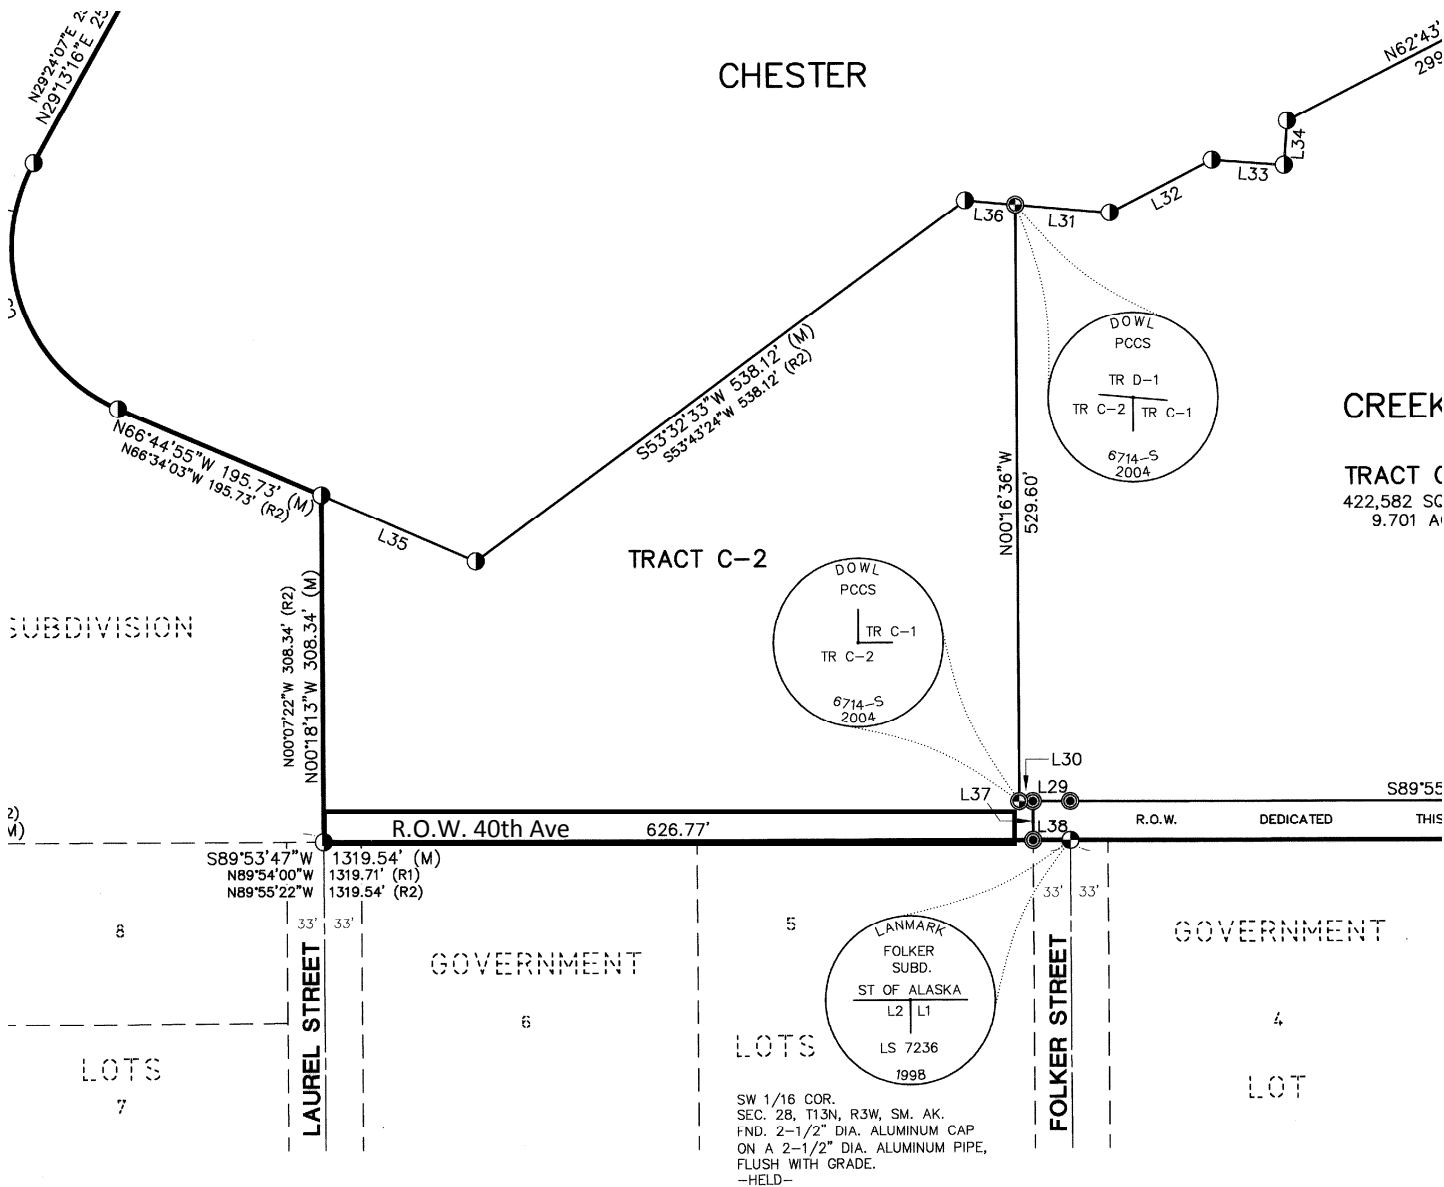 N29°24'07"E
N29°13'16"E
CHESTER
N62°43'
299
L34
L33
L32
L36
L31
S53°32'33"W 538.12' (M)
S53°43'24"W 538.12' (R2)
DOWL
PCCS
TR D-1
TR C-2
TR C-1
6714-S
2004
CREEK
N66°44'55"W 195.73' (M)
N66°34'03"W 195.73' (R2)
TRACT
422,582
9.701
L35
N00°16'36"W
529.60'
TRACT C-2
DOWL
PCCS
TR C-1
TR C-2
6714-S
2004
SUBDIVISION
N00°07'22"W 308.34' (R2)
N00°18'13"W 308.34' (M)
L30
L29
L37
S89°55
R.O.W. 40th Ave
626.77'
L38
R.O.W.
DEDICATED
THIS
S89°53'47"W 1319.54' (M)
N89°54'00"W 1319.71' (R1)
N89°55'22"W 1319.54' (R2)
33'
33'
33'
33'
8
5
GOVERNMENT
GOVERNMENT
LANMARK
FOLKER
SUBD.
ST OF ALASKA
L2
L1
LS 7236
1998
6
4
LAUREL STREET
FOLKER STREET
LOTS
7
LOTS
LOT
SW 1/16 COR.
SEC. 28, T13N, R3W, SM. AK.
FND. 2-1/2" DIA. ALUMINUM CAP
ON A 2-1/2" DIA. ALUMINUM PIPE,
FLUSH WITH GRADE.
-HELD-